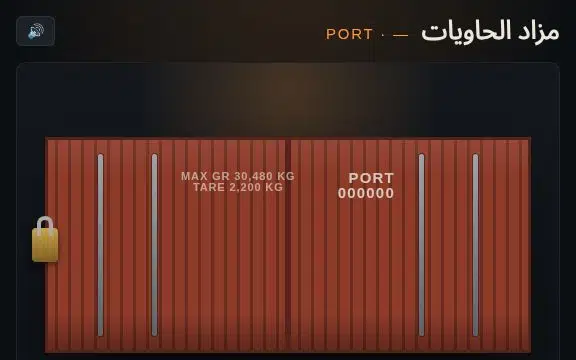 مزاد الحاويات
PORT · —
MAX GR 30,480 KG
TARE 2,200 KG
PORT
000000